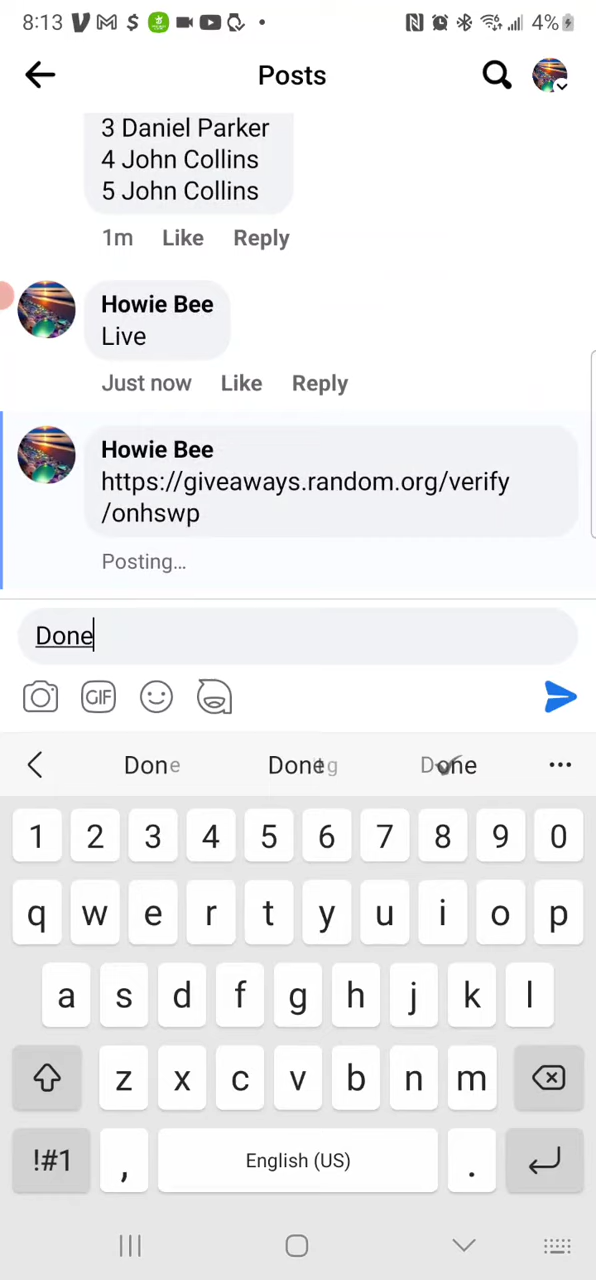 8:13 4%
Posts
3 Daniel Parker
4 John Collins
5 John Collins
1m Like Reply
Howie Bee
Live
Just now Like Reply
Howie Bee
https://giveaways.random.org/verify
/onhswp
Posting...
Done
GIF
Done Done
1 2 3 4 5 6 7 8 9 0
q w e r t y u i o p
a s d f g h j k l
z x c v b n m
!#1 , English (US) .